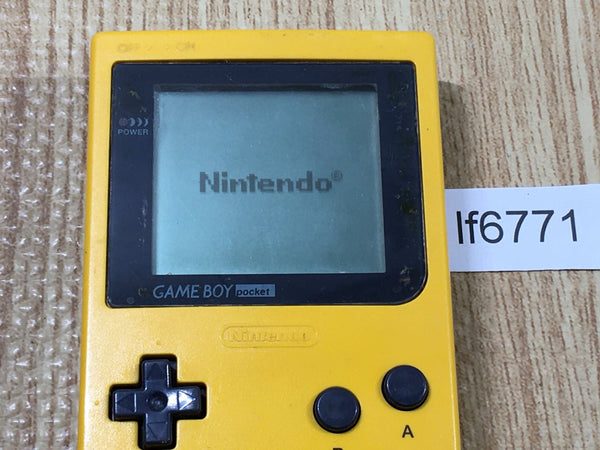 OFF ON
POWER
Nintendo®
GAME BOY pocket
Nintendo
A
B
lf6771